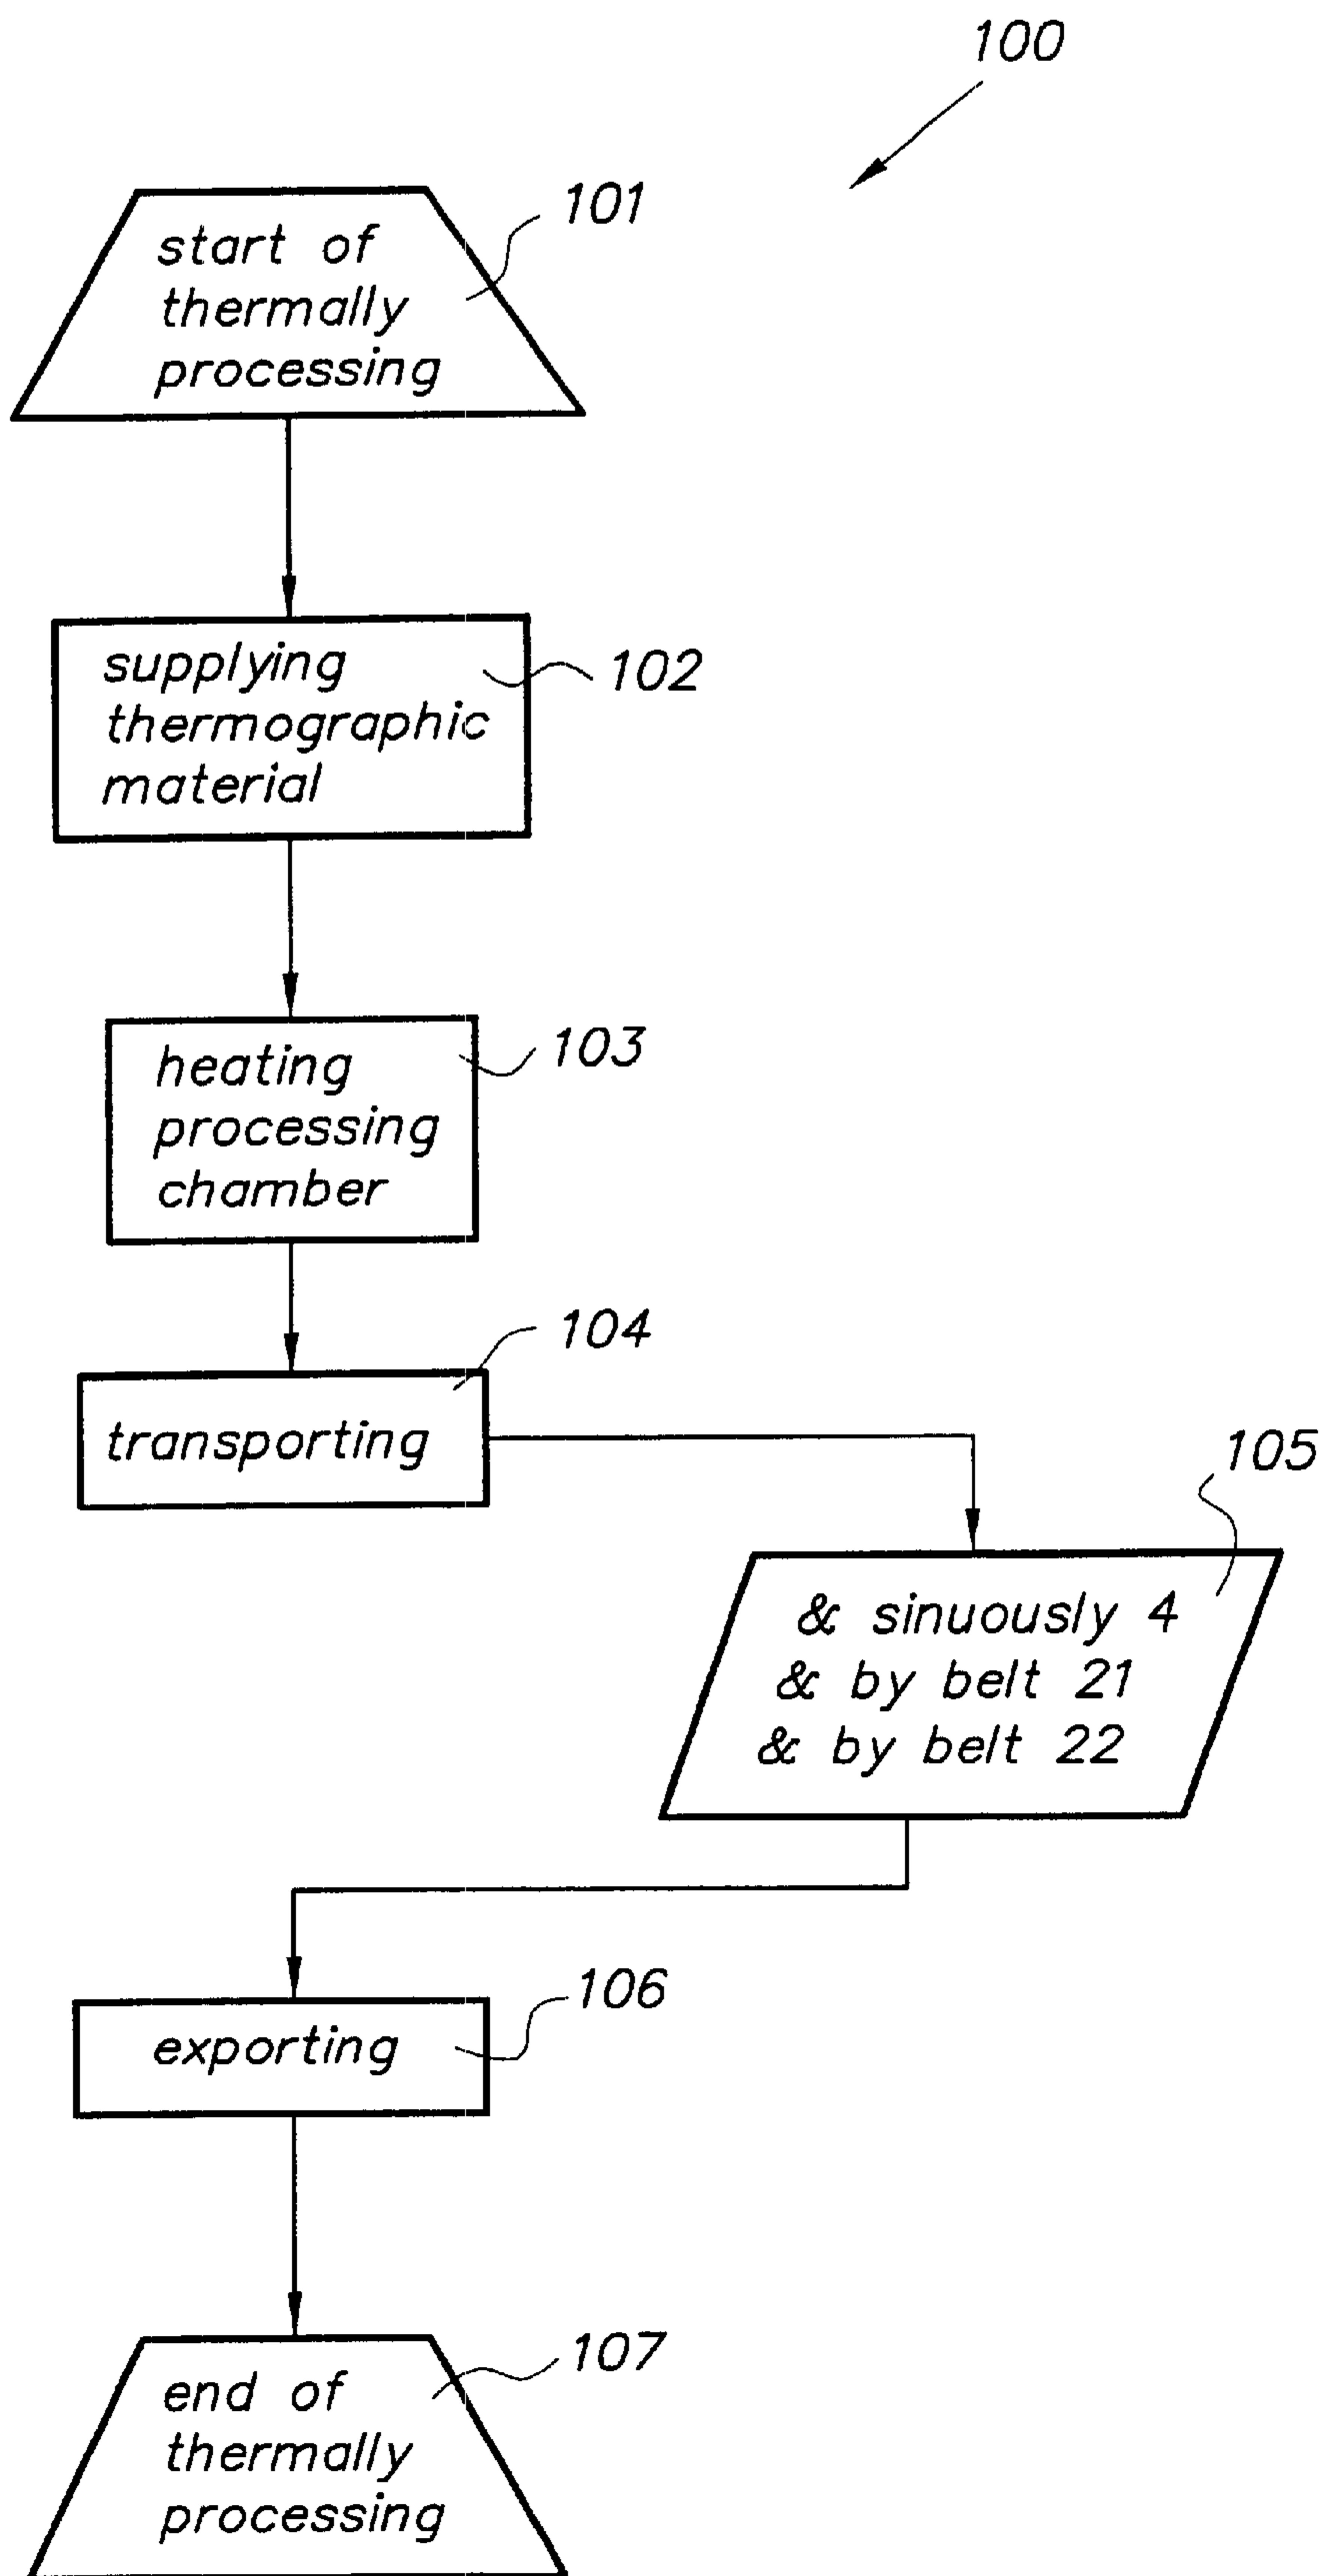 100
101
start of
thermally
processing
102
supplying
thermographic
material
103
heating
processing
chamber
104
transporting
105
& sinuously 4
& by belt 21
& by belt 22
106
exporting
107
end of
thermally
processing